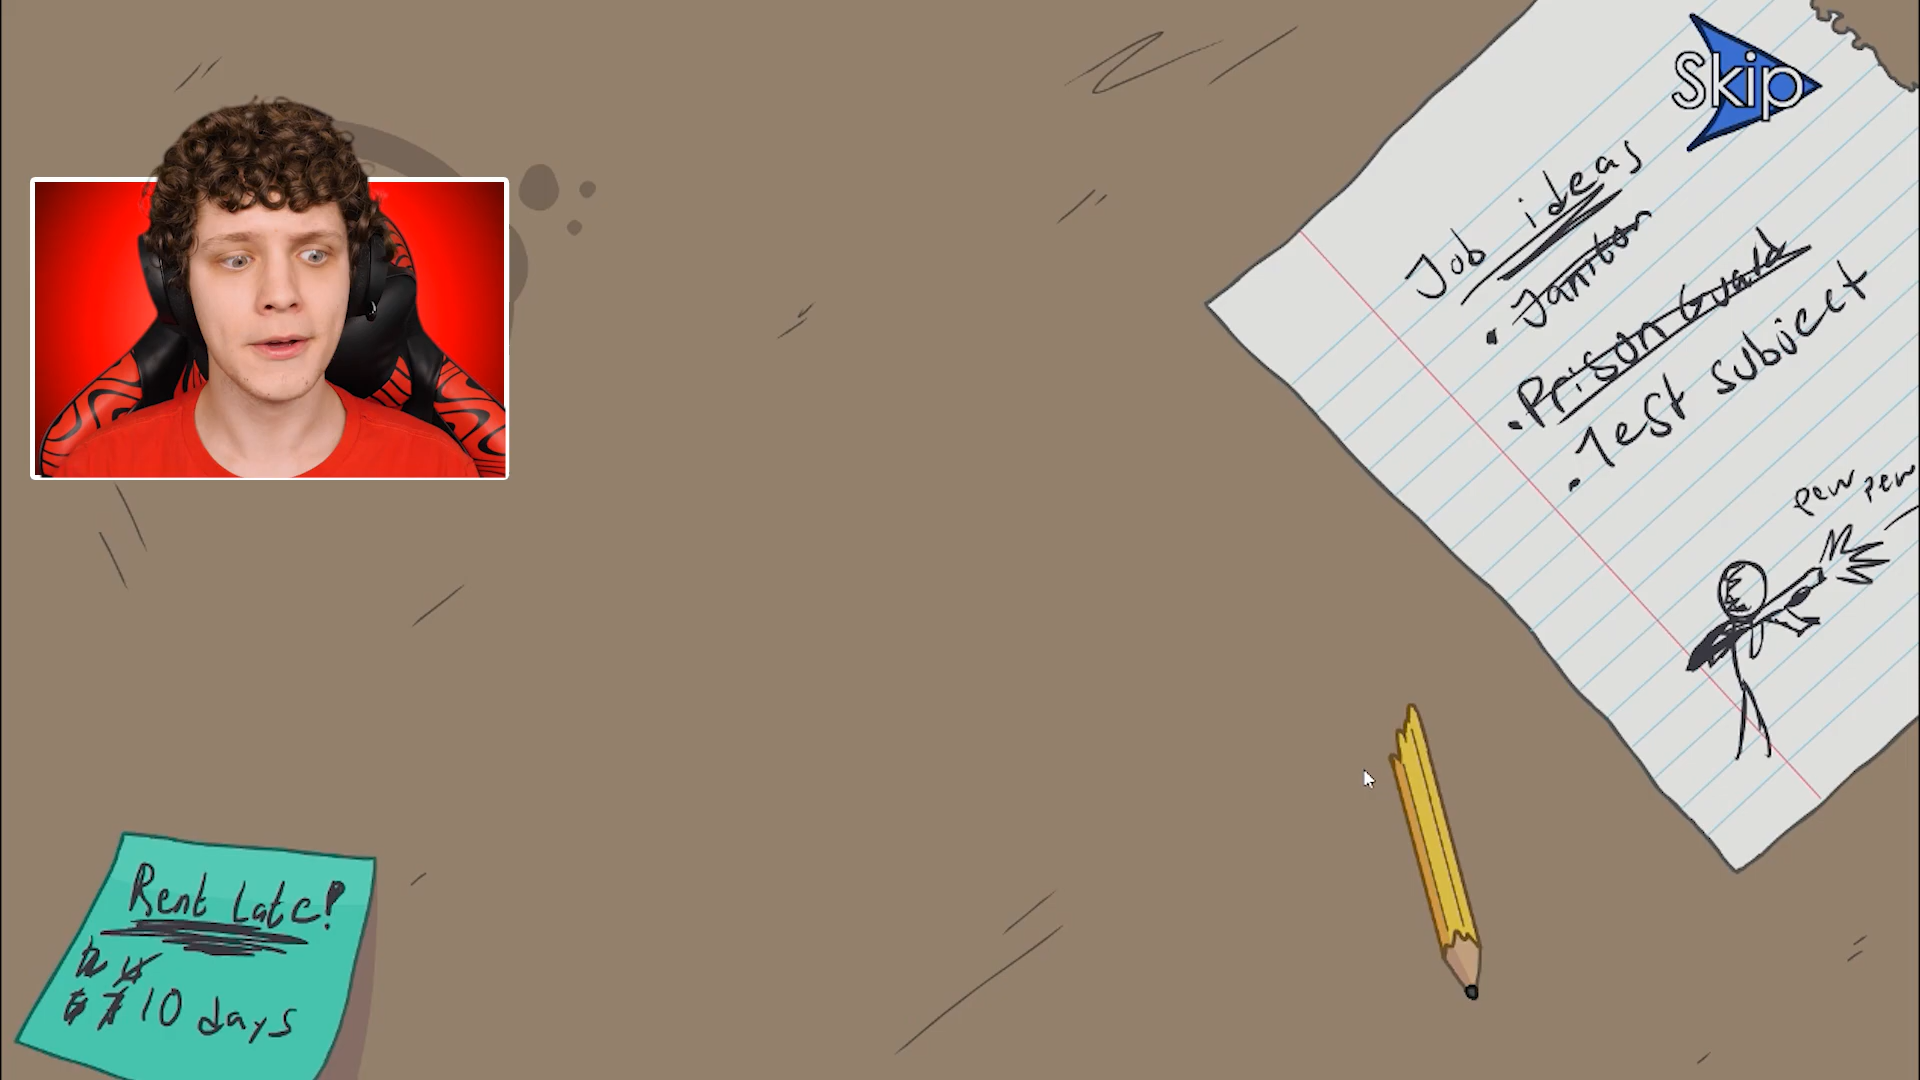 Skip
Job ideas
• Janitor
• Prison Guard
• Test subject
pew pew
Rent Late!
10 days